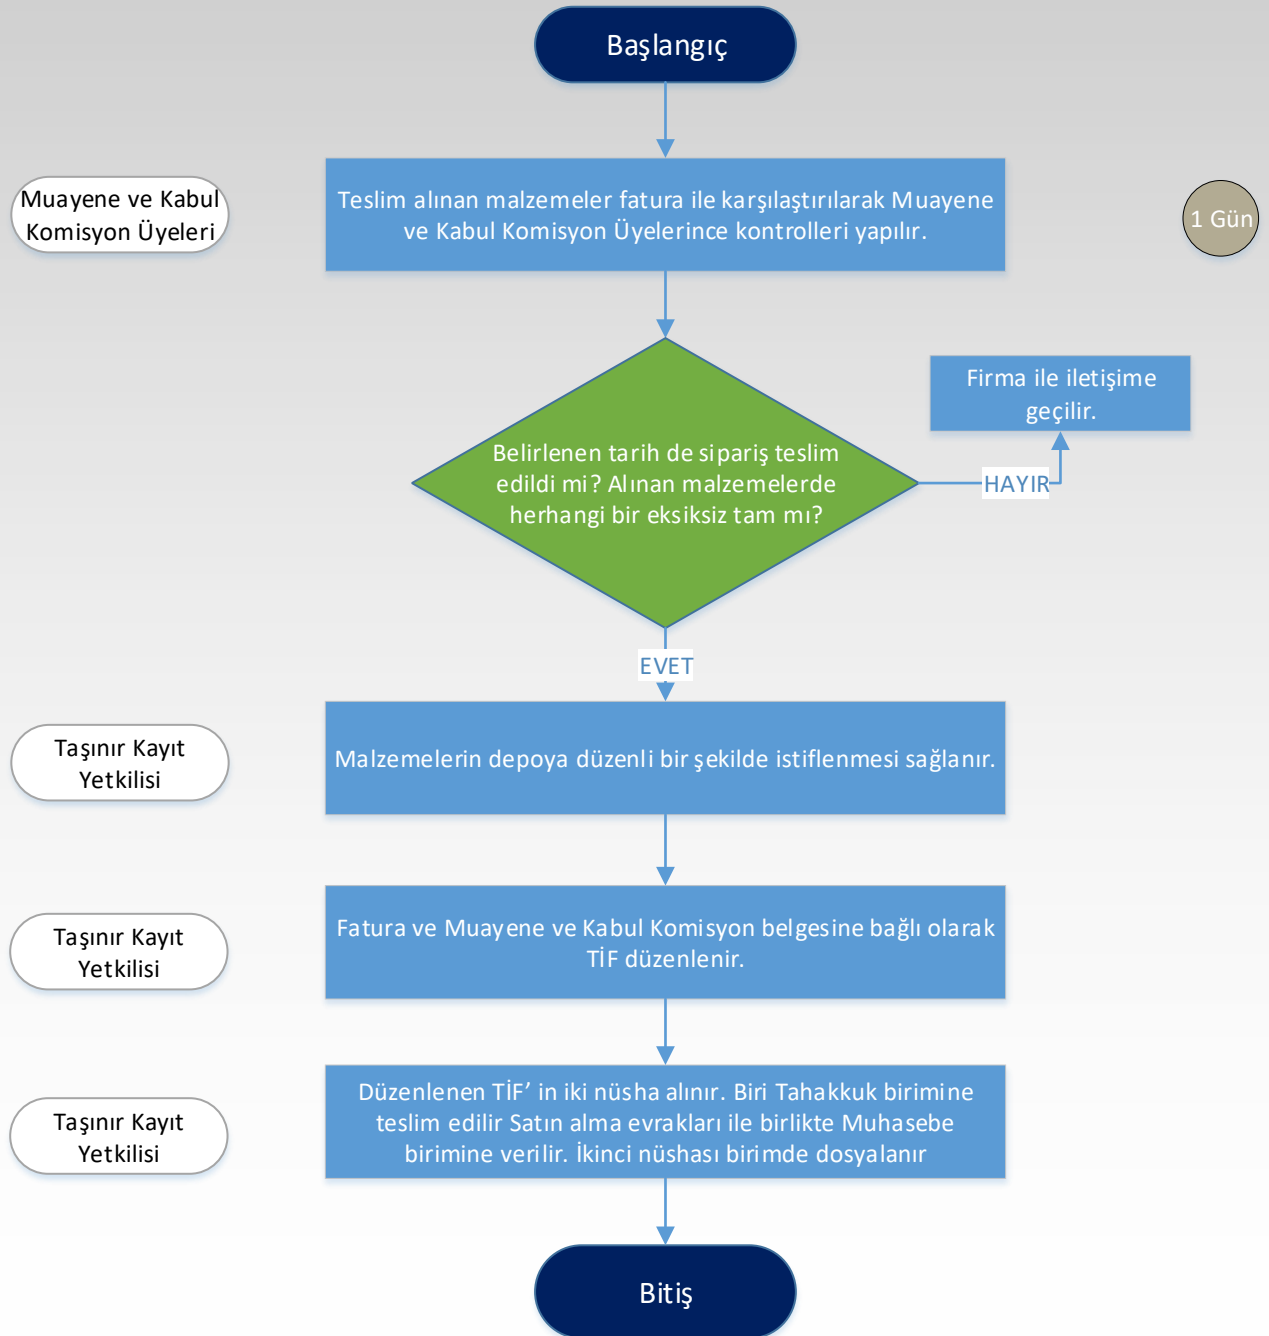 Başlangıç
Muayene ve Kabul
Komisyon Üyeleri
Teslim alınan malzemeler fatura ile karşılaştırılarak Muayene
ve Kabul Komisyon Üyelerince kontrolleri yapılır.
1 Gün
Firma ile iletişime
geçilir.
Belirlenen tarih de sipariş teslim
edildi mi? Alınan malzemelerde
herhangi bir eksiksiz tam mı?
HAYIR
EVET
Taşınır Kayıt
Yetkilisi
Malzemelerin depoya düzenli bir şekilde istiflenmesi sağlanır.
Taşınır Kayıt
Yetkilisi
Fatura ve Muayene ve Kabul Komisyon belgesine bağlı olarak
TİF düzenlenir.
Taşınır Kayıt
Yetkilisi
Düzenlenen TİF’ in iki nüsha alınır. Biri Tahakkuk birimine
teslim edilir Satın alma evrakları ile birlikte Muhasebe
birimine verilir. İkinci nüshası birimde dosyalanır
Bitiş